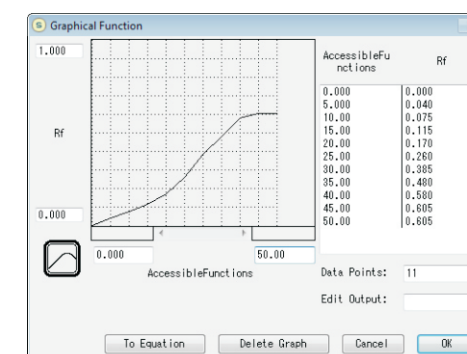 S Graphical Function
1.000
Rf
0.000
0.000 50.00
AccessibleFunctions
AccessibleFu
nctions Rf
0.000 0.000
5.000 0.040
10.00 0.075
15.00 0.115
20.00 0.170
25.00 0.260
30.00 0.385
35.00 0.480
40.00 0.580
45.00 0.605
50.00 0.605
Data Points: 11
Edit Output:
To Equation Delete Graph Cancel OK